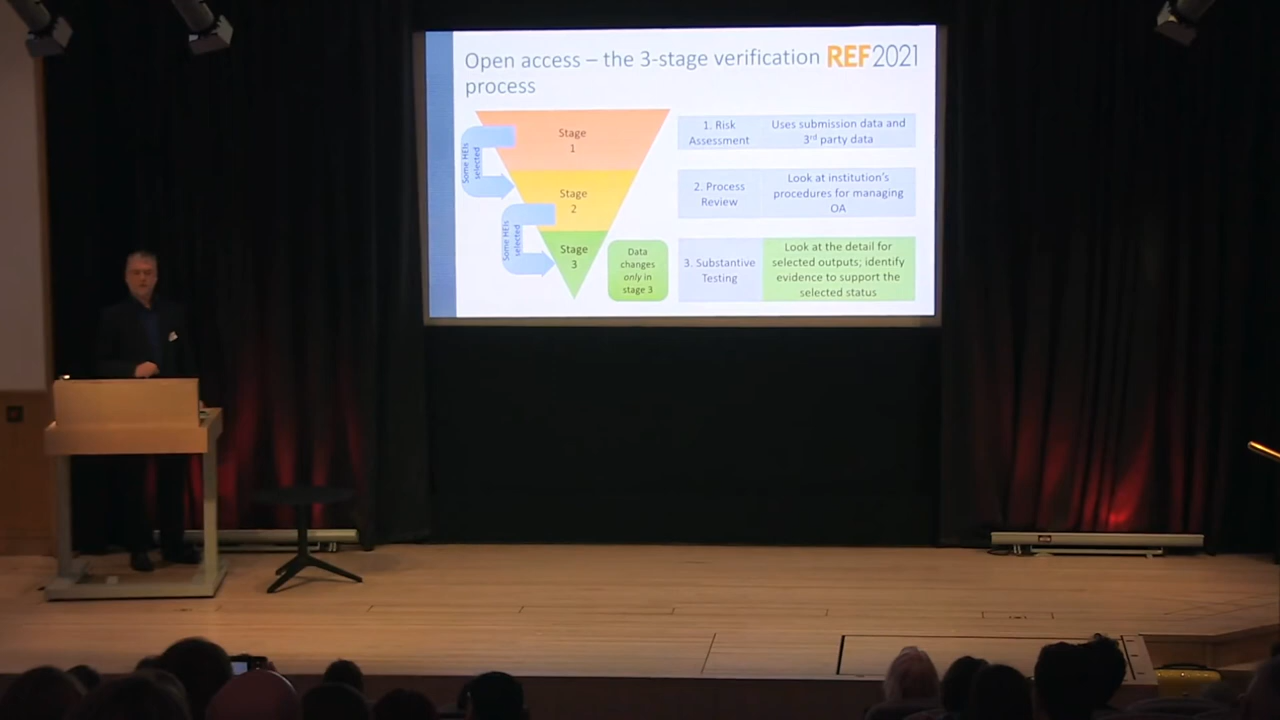 Open access – the 3-stage verification
process
REF2021
Stage
1
Some HEIs
selected
Stage
2
Some HEIs
selected
Stage
3
Data
changes
only in
stage 3
1. Risk
Assessment
Uses submission data and
3rd party data
2. Process
Review
Look at institution's
procedures for managing
OA
3. Substantive
Testing
Look at the detail for
selected outputs; identify
evidence to support the
selected status